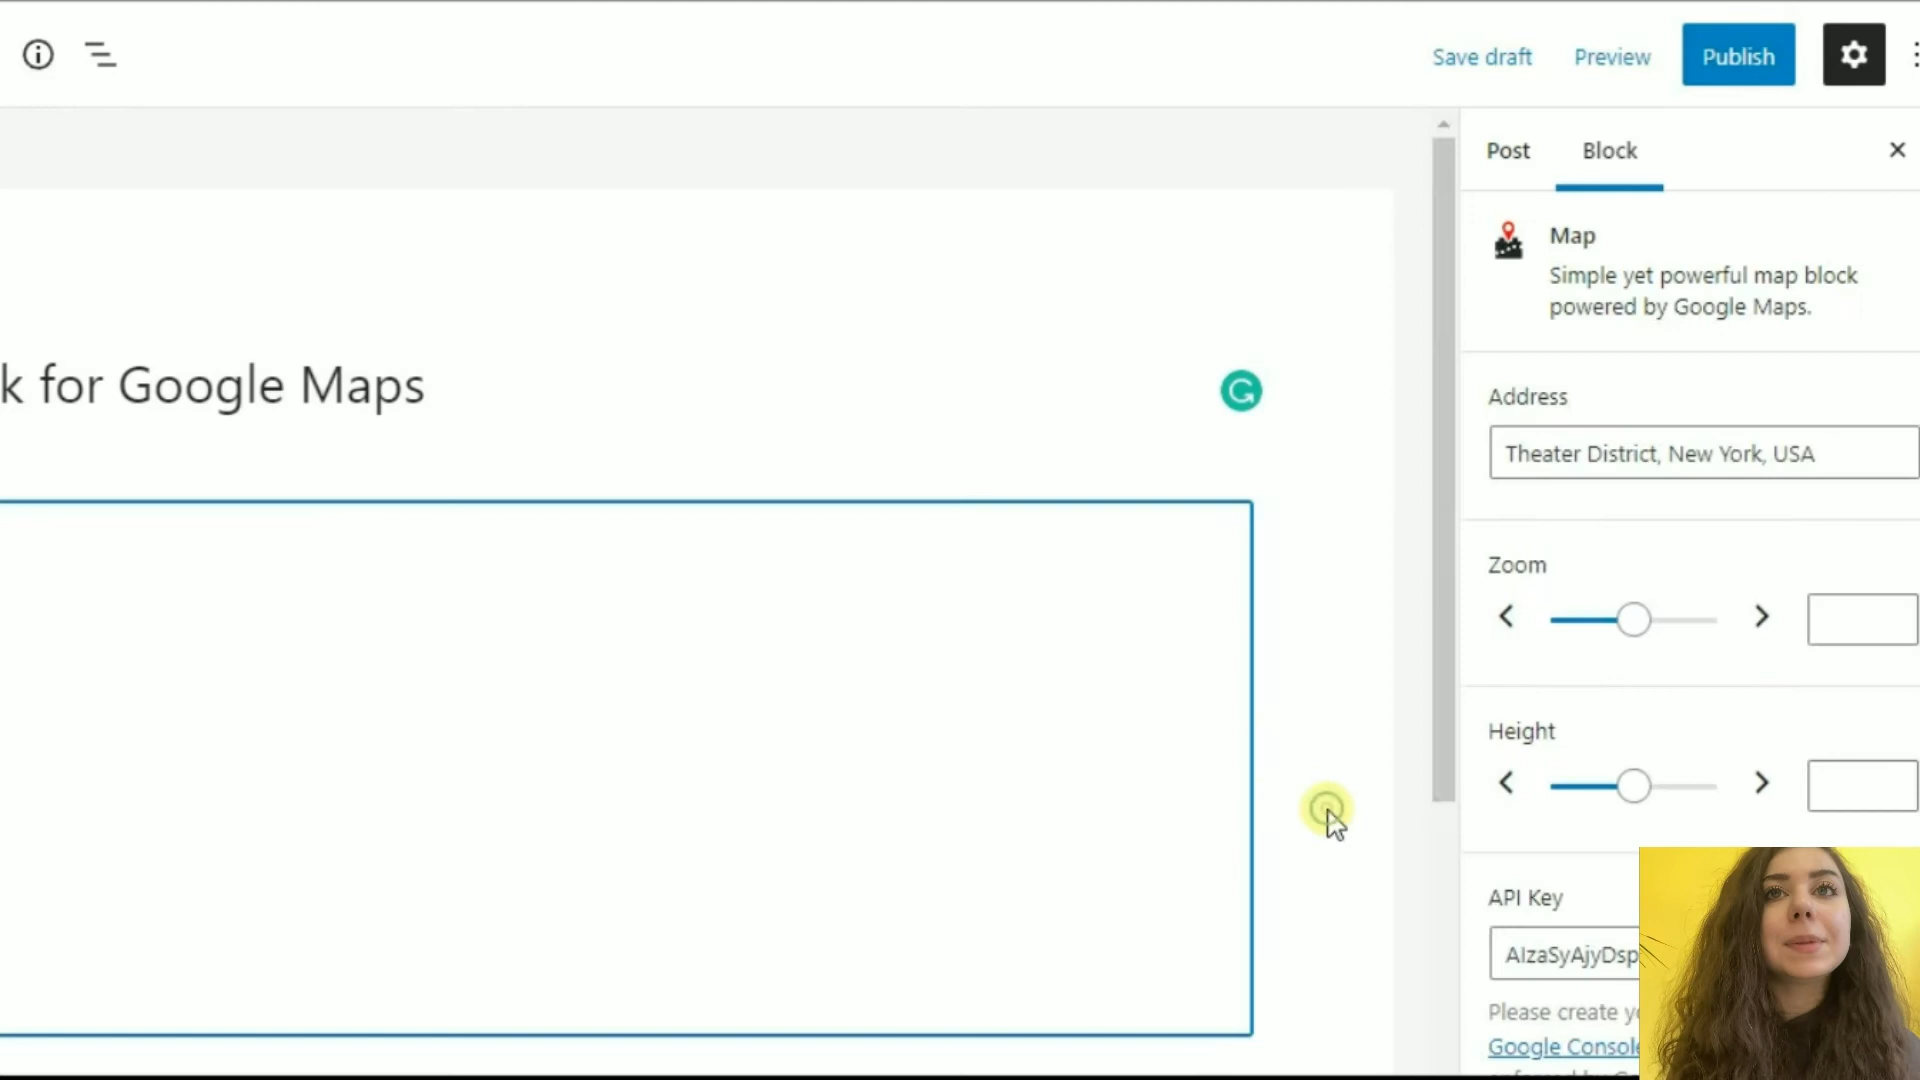 Save draft Preview Publish
Post Block
Map
Simple yet powerful map block
powered by Google Maps.
k for Google Maps
Address
Theater District, New York, USA
Zoom
Height
API Key
AIzaSyAjyDsp
Please create y
Google Console